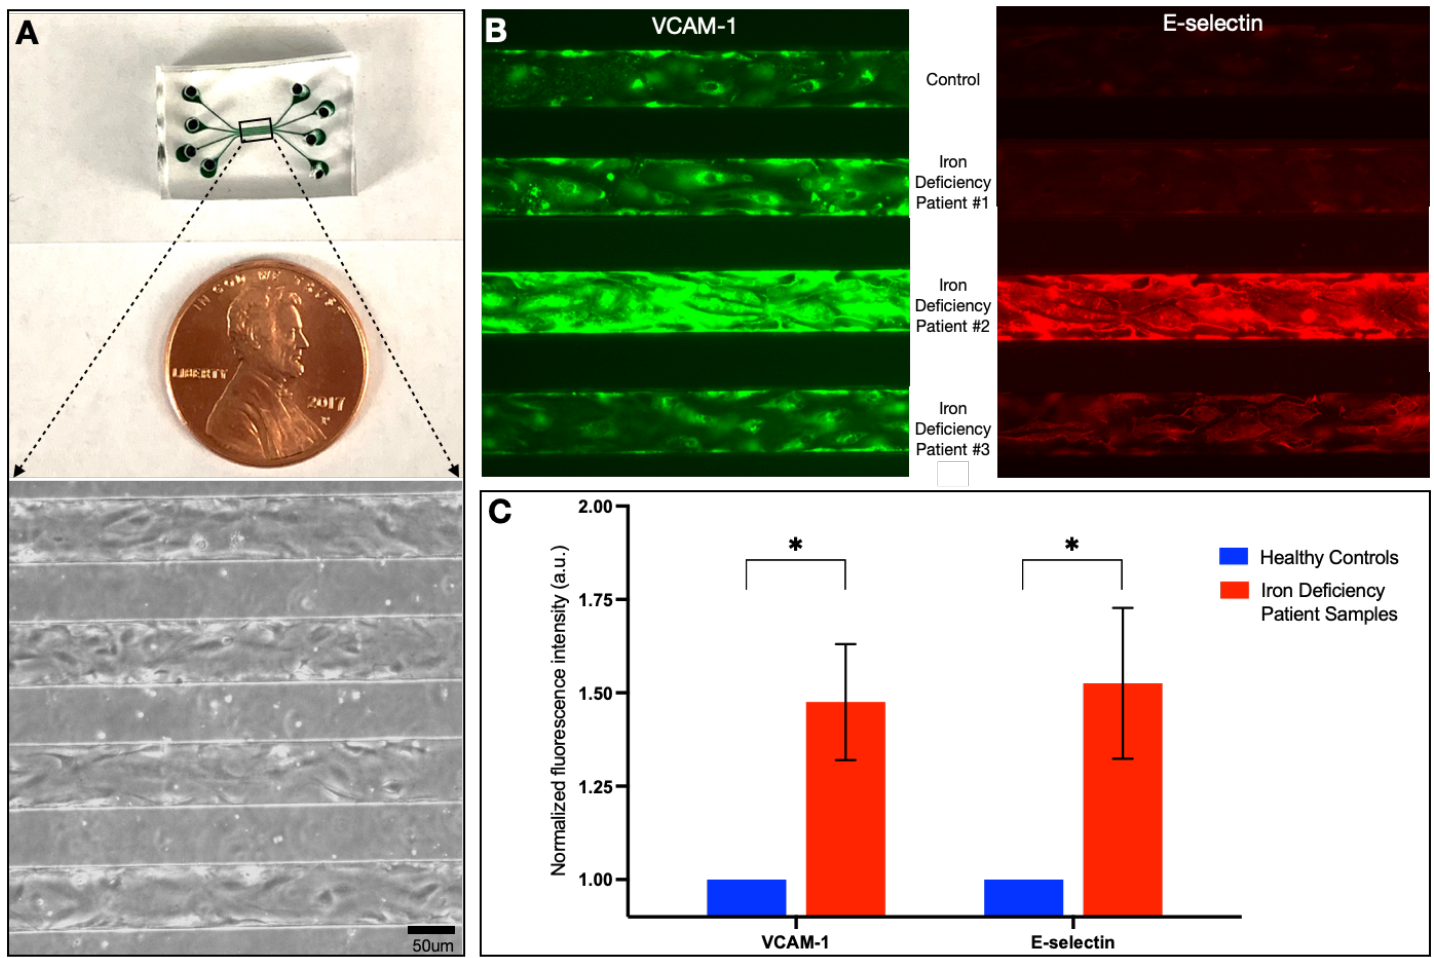 A
IN GOD WE TRUST
LIBERTY
2017
50um
B
VCAM-1
E-selectin
Control
Iron
Deficiency
Patient #1
Iron
Deficiency
Patient #2
Iron
Deficiency
Patient #3
C
Normalized fluorescence intensity (a.u.)
2.00
1.75
1.50
1.25
1.00
*
*
VCAM-1
E-selectin
Healthy Controls
Iron Deficiency
Patient Samples